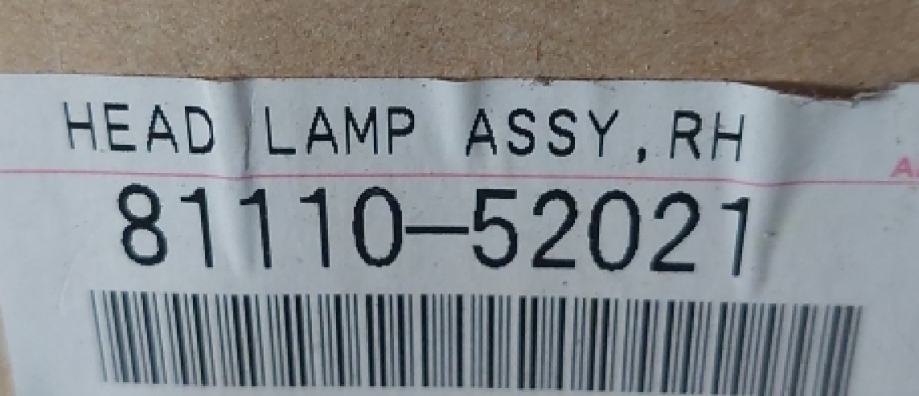 HEAD LAMP ASSY,RH
81110-52021